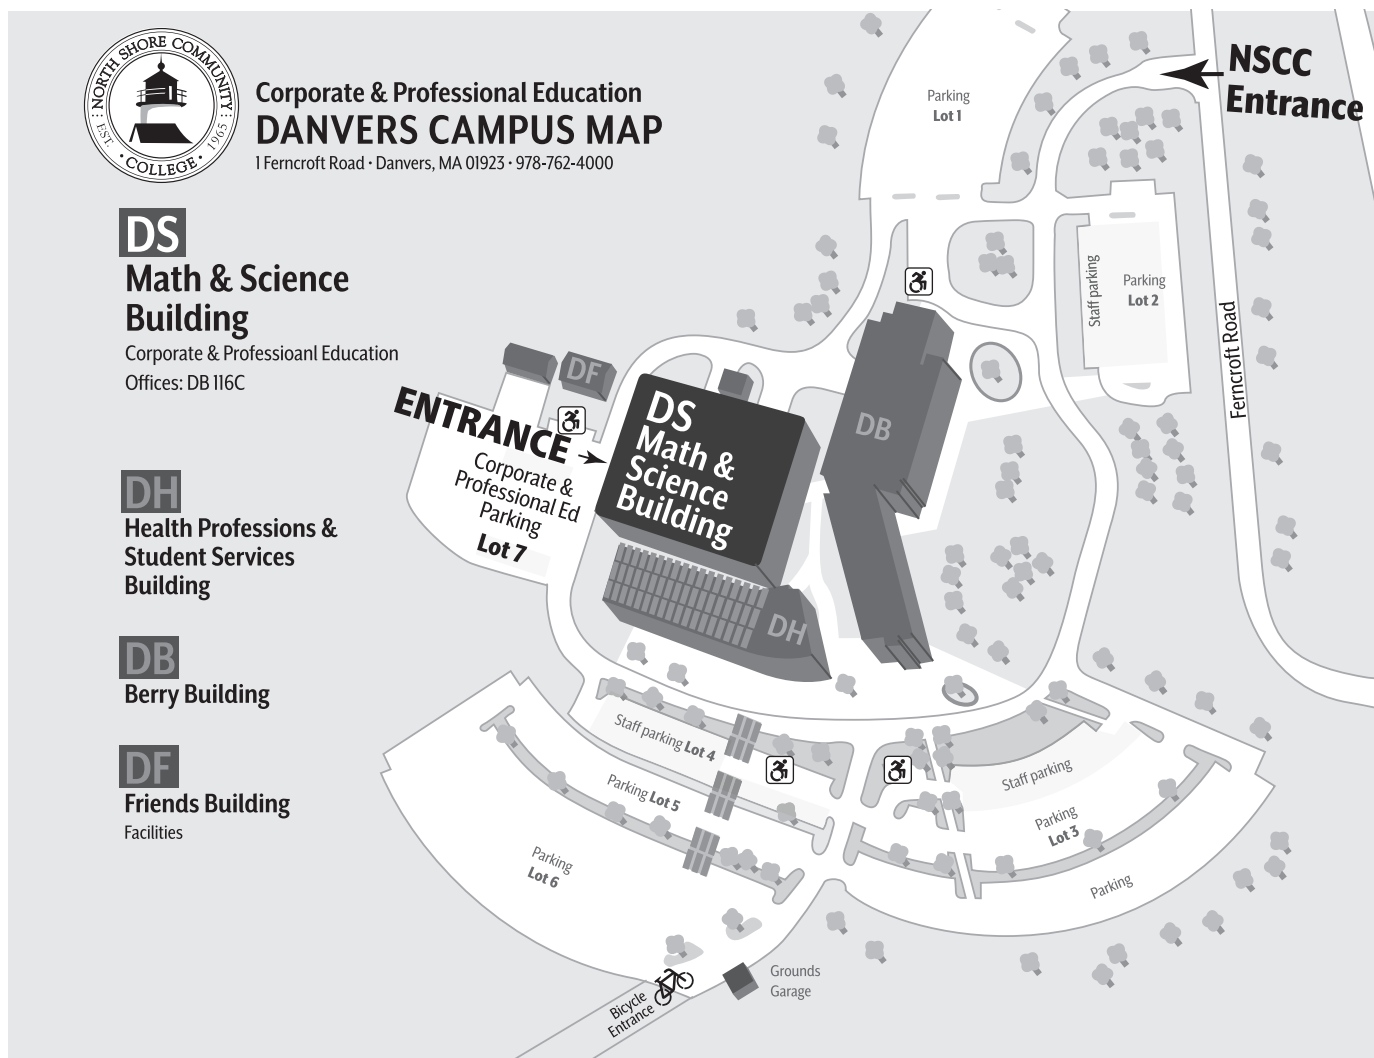 NORTH SHORE COMMUNITY
COLLEGE
EST.
1965
Corporate & Professional Education
DANVERS CAMPUS MAP
1 Ferncroft Road · Danvers, MA 01923 · 978-762-4000
DS
Math & Science
Building
Corporate & Professioanl Education
Offices: DB 116C
DH
Health Professions &
Student Services
Building
DB
Berry Building
DF
Friends Building
Facilities
NSCC
Entrance
Parking
Lot 1
Staff parking
Parking
Lot 2
Ferncroft Road
DF
ENTRANCE
Corporate &
Professional Ed
Parking
Lot 7
DS
Math &
Science
Building
DB
DH
Staff parking Lot 4
Parking Lot 5
Parking
Lot 6
Staff parking
Parking
Lot 3
Parking
Grounds
Garage
Bicycle
Entrance